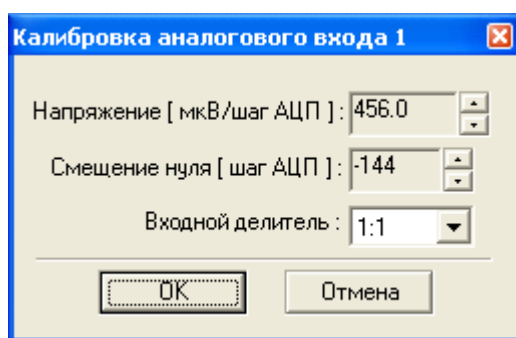 Калибровка аналогового входа 1
Напряжение [ мкВ/шаг АЦП ] : 456.0
Смещение нуля [ шаг АЦП ] : -144
Входной делитель : 1:1
OK Отмена